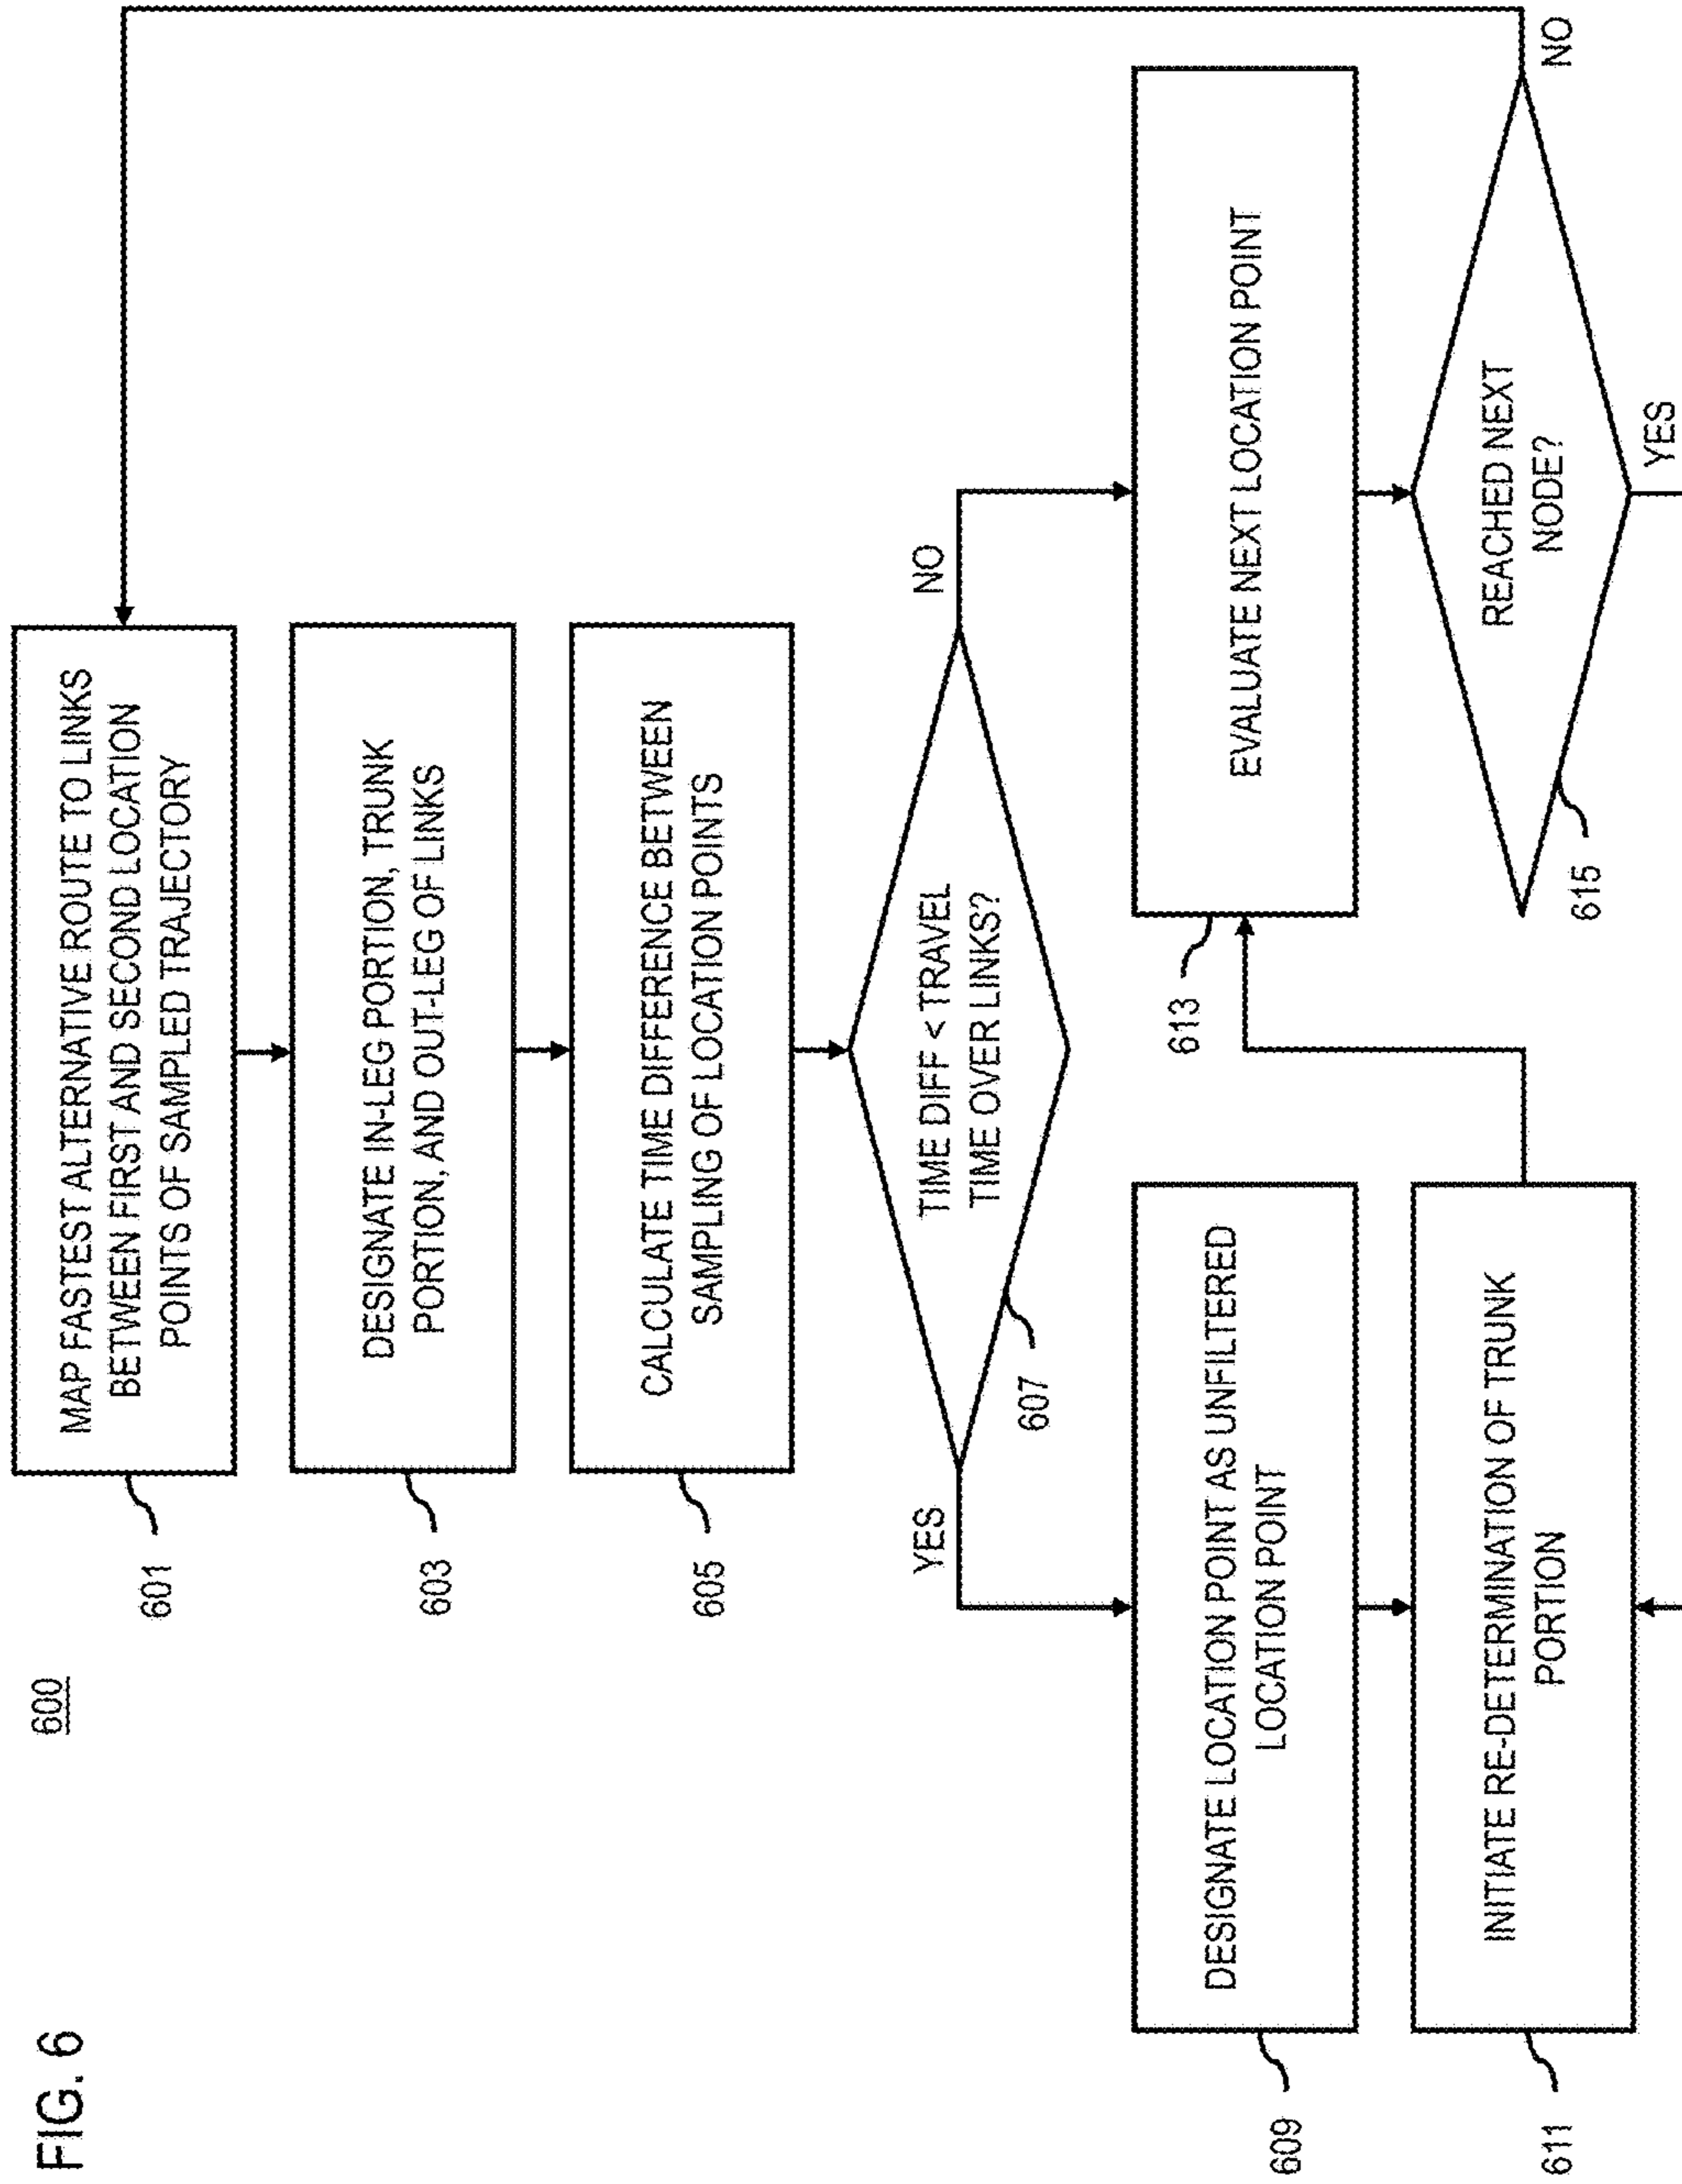 FIG. 6
600
MAP FASTEST ALTERNATIVE ROUTE TO LINKS
BETWEEN FIRST AND SECOND LOCATION
POINTS OF SAMPLED TRAJECTORY
601
DESIGNATE IN-LEG PORTION, TRUNK
PORTION, AND OUT-LEG OF LINKS
603
CALCULATE TIME DIFFERENCE BETWEEN
SAMPLING OF LOCATION POINTS
605
TIME DIFF < TRAVEL
TIME OVER LINKS?
607
YES
NO
DESIGNATE LOCATION POINT AS UNFILTERED
LOCATION POINT
609
INITIATE RE-DETERMINATION OF TRUNK
PORTION
611
EVALUATE NEXT LOCATION POINT
613
REACHED NEXT
NODE?
615
NO
YES